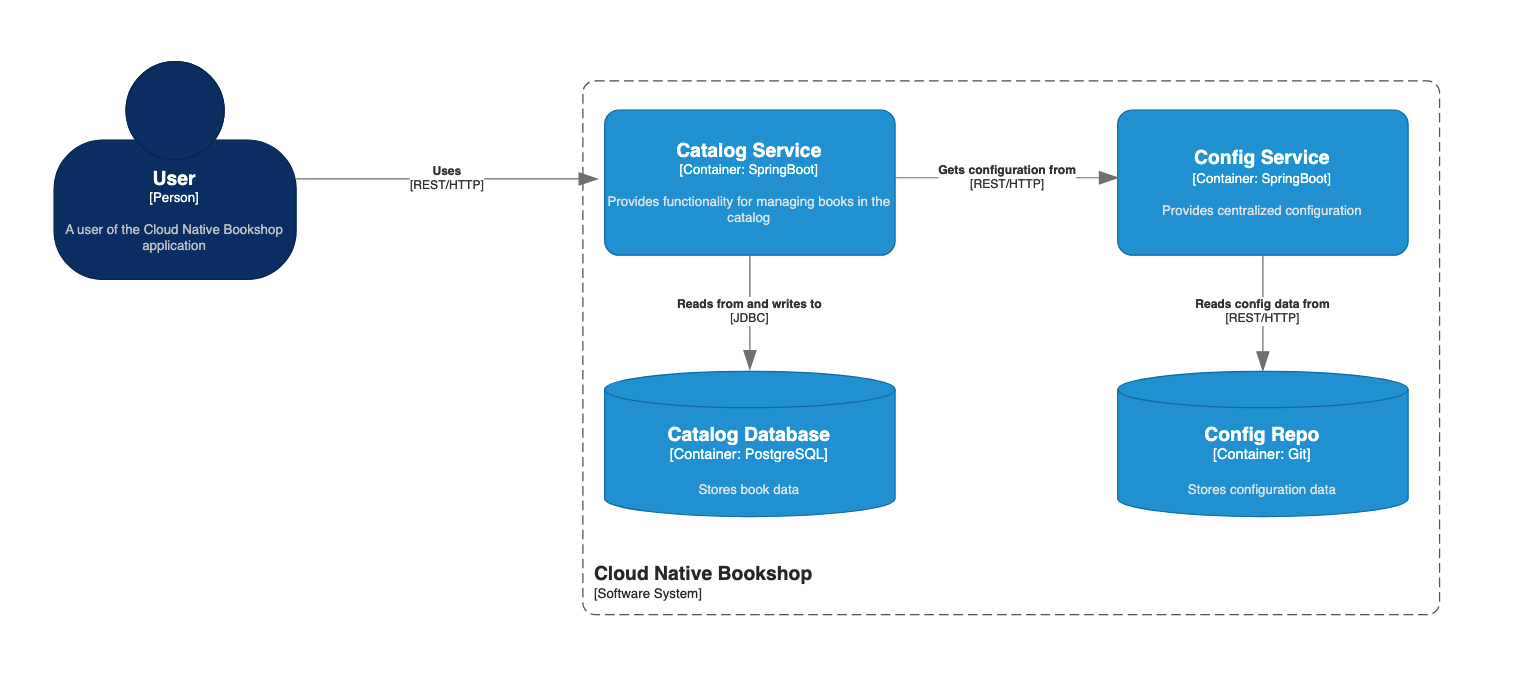 User
[Person]
A user of the Cloud Native Bookshop
application
Uses
[REST/HTTP]
Catalog Service
[Container: SpringBoot]
Provides functionality for managing books in the
catalog
Gets configuration from
[REST/HTTP]
Config Service
[Container: SpringBoot]
Provides centralized configuration
Reads from and writes to
[JDBC]
Reads config data from
[REST/HTTP]
Catalog Database
[Container: PostgreSQL]
Stores book data
Config Repo
[Container: Git]
Stores configuration data
Cloud Native Bookshop
[Software System]